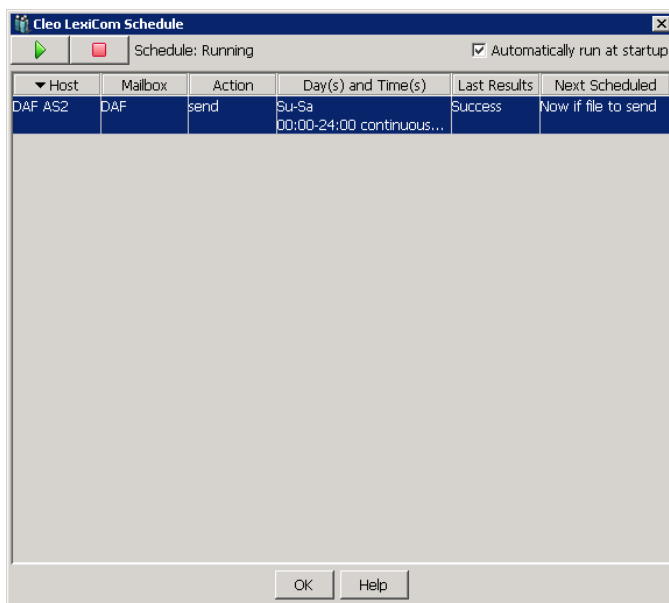 Cleo LexiCom Schedule
Schedule: Running
Automatically run at startup
Host Mailbox Action Day(s) and Time(s) Last Results Next Scheduled
DAF AS2 DAF send Su-Sa Success Now if file to send
00:00-24:00 continuous...
OK Help